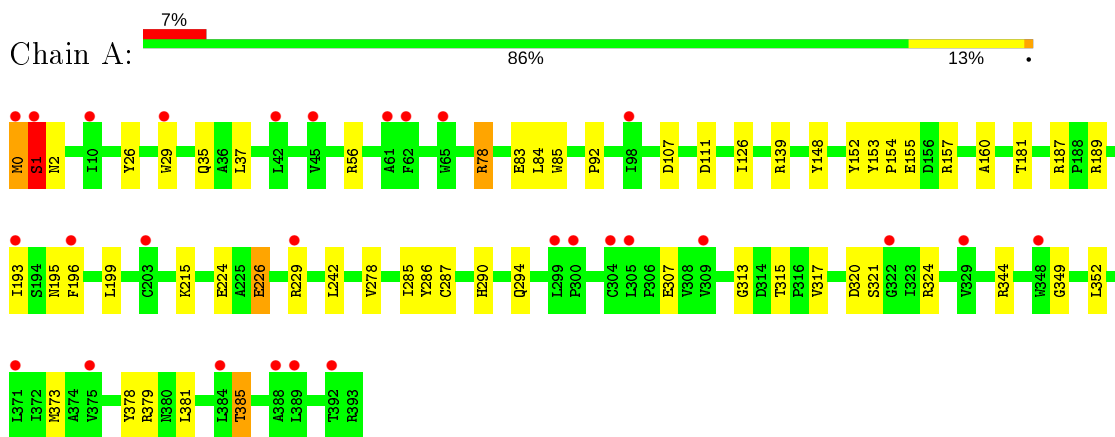 7%
Chain A:
86% 13% •
M0 S1 N2 I10 Y26 W29 Q35 A36 L37 L42 V45 R56 A61 F62 W65 R78 E83 L84 W85 P92 I98 D107 D111 I126 R139 Y148 Y152 Y153 P154 E155 D156 R157 A160 T181 R187 P188 R189
I193 S194 N195 F196 L199 C203 K215 E224 A225 E226 R229 L242 V278 I285 Y286 C287 H290 Q294 L299 P300 C304 L305 P306 E307 V308 V309 G313 D314 T315 P316 V317 D320 S321 G322 I323 R324 V329 R344 W348 G349 L352
L371 I372 M373 A374 V375 Y378 R379 N380 L381 L384 T385 A388 L389 T392 R393